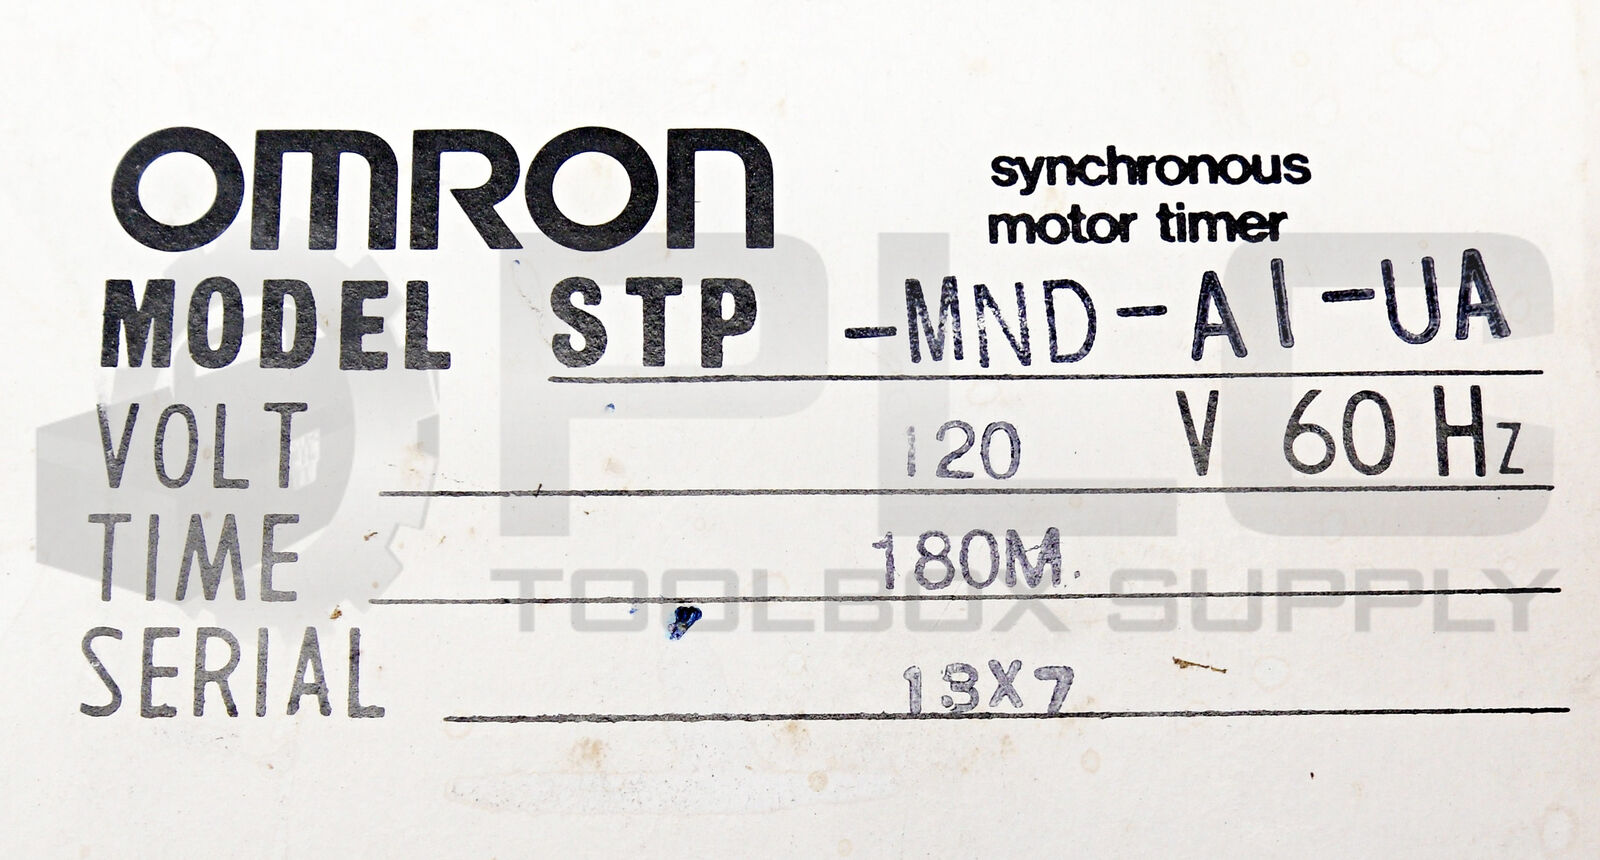 OMRON
synchronous
motor timer
MODEL STP -MND-A1-UA
VOLT 120 V 60 Hz
TIME 180M.
SERIAL 13X7
PLC
TOOLBOX SUPPLY